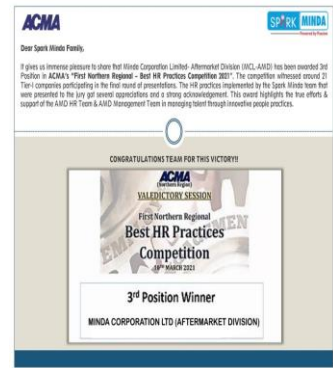 ACMA
SPARK MINDA
Powered by Passion
Dear Spark Minda Family,
It gives us immense pleasure to share that Minda Corporation Limited- Aftermarket Division (MCL-AMD) has been awarded 3rd
Position in ACMA's "First Northern Regional – Best HR Practices Competition 2021". The competition witnessed around 21
Tier-I companies participating in the final round of presentations. The HR practices implemented by the Spark Minda team that
were presented to the jury got several appreciations and a strong acknowledgement. This award highlights the true efforts &
support of the AMD HR Team & AMD Management Team in managing talent through innovative people practices.
CONGRATULATIONS TEAM FOR THIS VICTORY!!
ACMA
(Northern Region)
VALEDICTORY SESSION
First Northern Regional
Best HR Practices
Competition
MARCH 2021
3rd Position Winner
MINDA CORPORATION LTD (AFTERMARKET DIVISION)